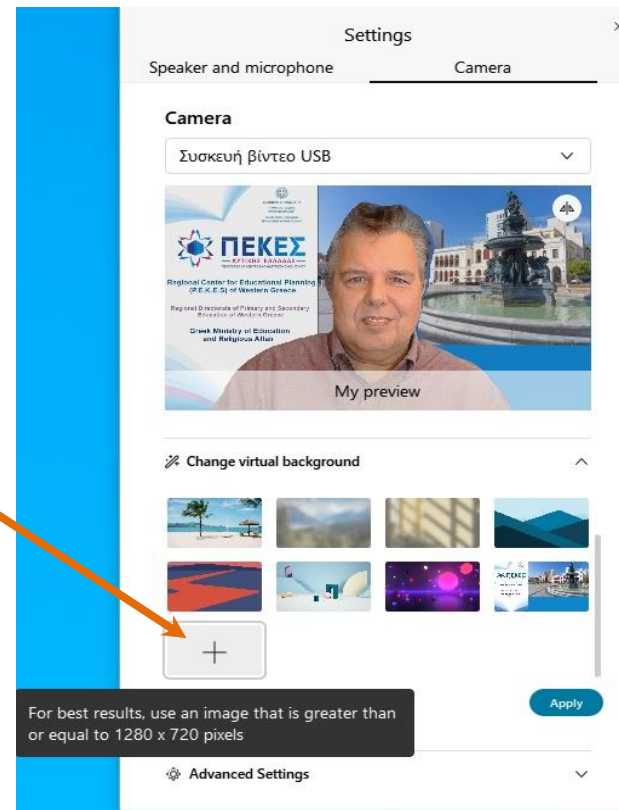 Settings
Speaker and microphone
Camera
Camera
Συσκευή βίντεο USB
ΠΕΚΕΣ
ΔΥΤΙΚΗΣ ΕΛΛΑΔΑΣ
Regional Center for Educational Planning
(P.E.K.E.S) of Western Greece
Regional Directorate of Primary and Secondary
Education of Western Greece
Greek Ministry of Education
and Religious Affair
My preview
Change virtual background
ΠΕΚΕΣ
For best results, use an image that is greater than
or equal to 1280 x 720 pixels
Apply
Advanced Settings